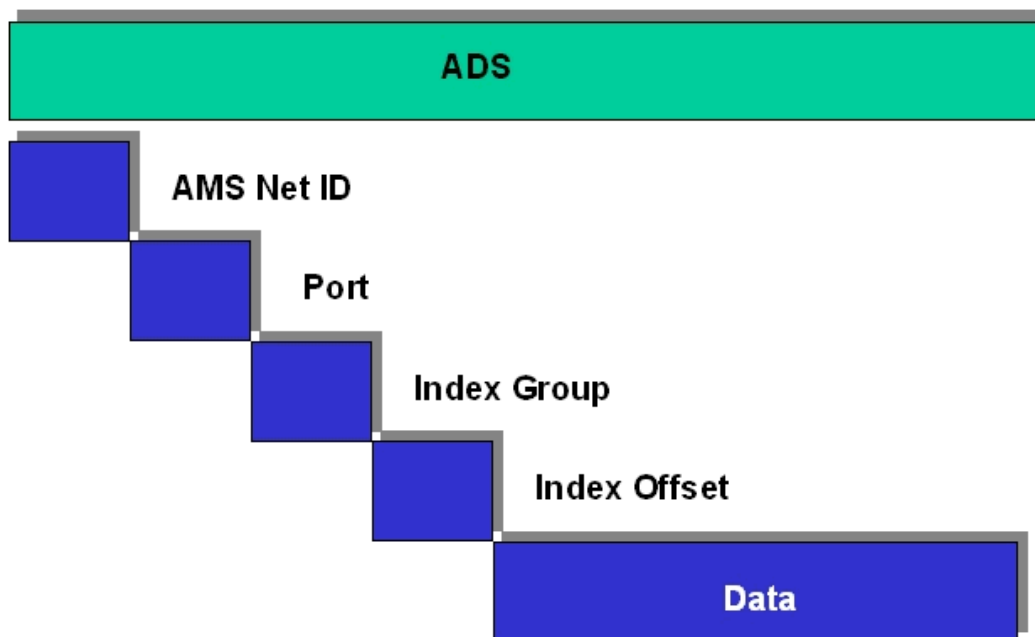 ADS
AMS Net ID
Port
Index Group
Index Offset
Data